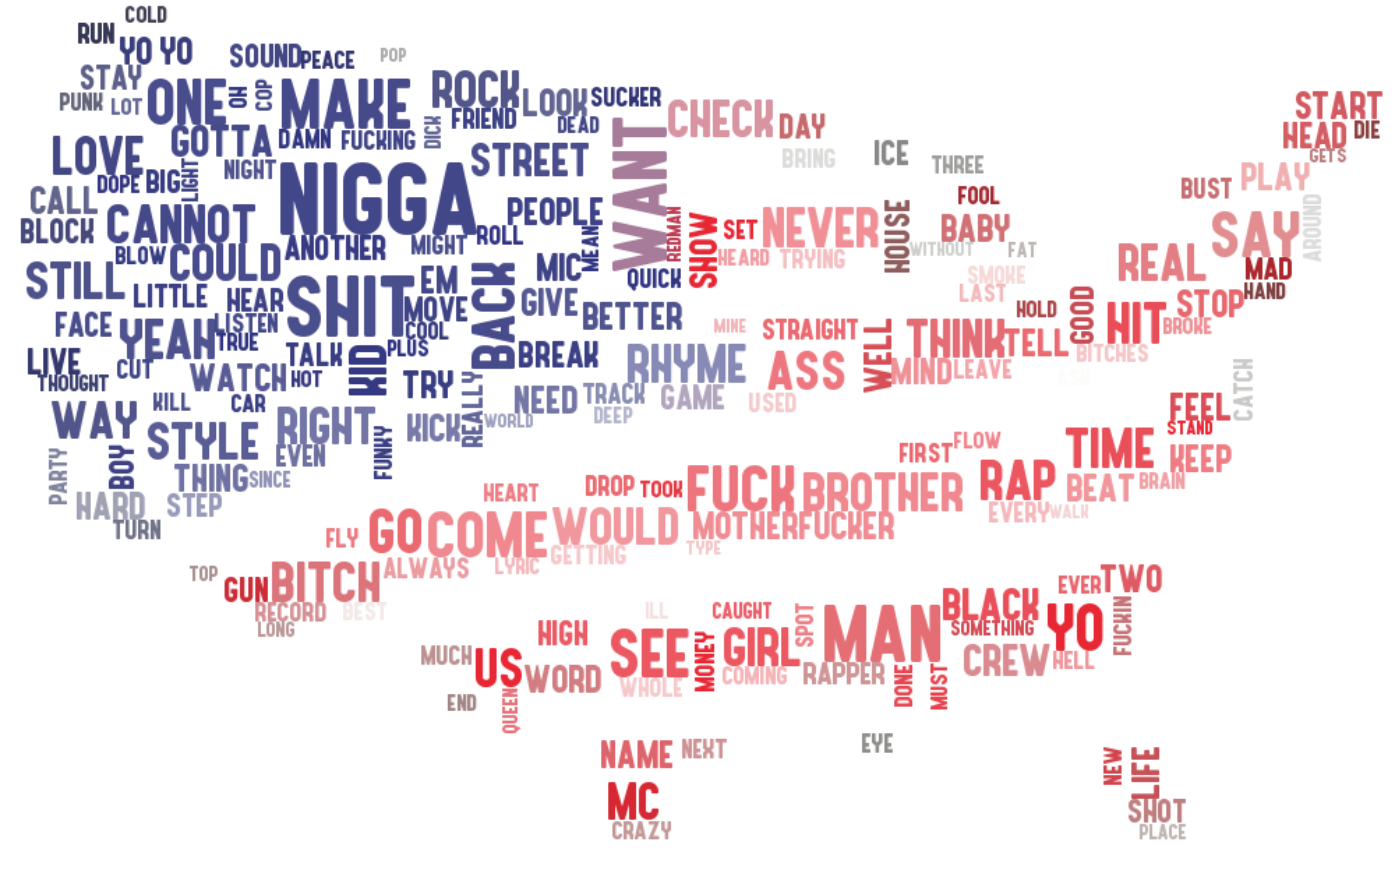 COLD
RUN
YO YO
SOUND
PEACE
POP
STAY
PUNK
LOT
ONE
OH
COP
MAKE
ROCK
LOOK
SUCKER
FRIEND
DEAD
DICK
LOVE
GOTTA
DAMN
FUCKING
NIGHT
STREET
WANT
CHECK
DAY
BRING
ICE
THREE
START
HEAD
DIE
GETS
DOPE
BIG
LIGHT
NIGGA
CALL
BLOCK
CANNOT
COULD
BLOW
ANOTHER
MIGHT
ROLL
PEOPLE
MEAN
REDMAN
SHOW
SET
NEVER
HEARD
TRYING
HOUSE
FOOL
BABY
WITHOUT
FAT
BUST
PLAY
SAY
AROUND
REAL
MAD
HAND
STILL
LITTLE
HEAR
SHIT
EM
MOVE
COOL
BACK
MIC
GIVE
QUICK
BETTER
SMOKE
LAST
HOLD
GOOD
HIT
STOP
BROKE
FACE
YEAH
LISTEN
TRUE
TALK
KID
PLUS
BREAK
RHYME
MINE
STRAIGHT
ASS
WELL
THINK
TELL
MIND
LEAVE
BITCHES
LIVE
THOUGHT
CUT
WATCH
HOT
TRY
REALLY
NEED
TRACK
GAME
DEEP
USED
CATCH
WAY
KILL
CAR
STYLE
RIGHT
EVEN
FUNKY
KICK
WORLD
FEEL
STAND
PARTY
BOY
THING
SINCE
FIRST
FLOW
TIME
KEEP
HARD
STEP
TURN
HEART
DROP
TOOK
FUCK
BROTHER
RAP
BEAT
BRAIN
EVERY
WALK
FLY
GO
COME
WOULD
MOTHERFUCKER
GETTING
TYPE
TOP
GUN
BITCH
ALWAYS
LYRIC
RECORD
BEST
LONG
ILL
CAUGHT
SPOT
MAN
BLACK
SOMETHING
EVER
TWO
YO
FUCKIN
HIGH
SEE
MONEY
GIRL
MUCH
US
WORD
WHOLE
COMING
RAPPER
DONE
MUST
CREW
HELL
END
QUEEN
NAME
NEXT
EYE
NEW
LIFE
MC
CRAZY
SHOT
PLACE